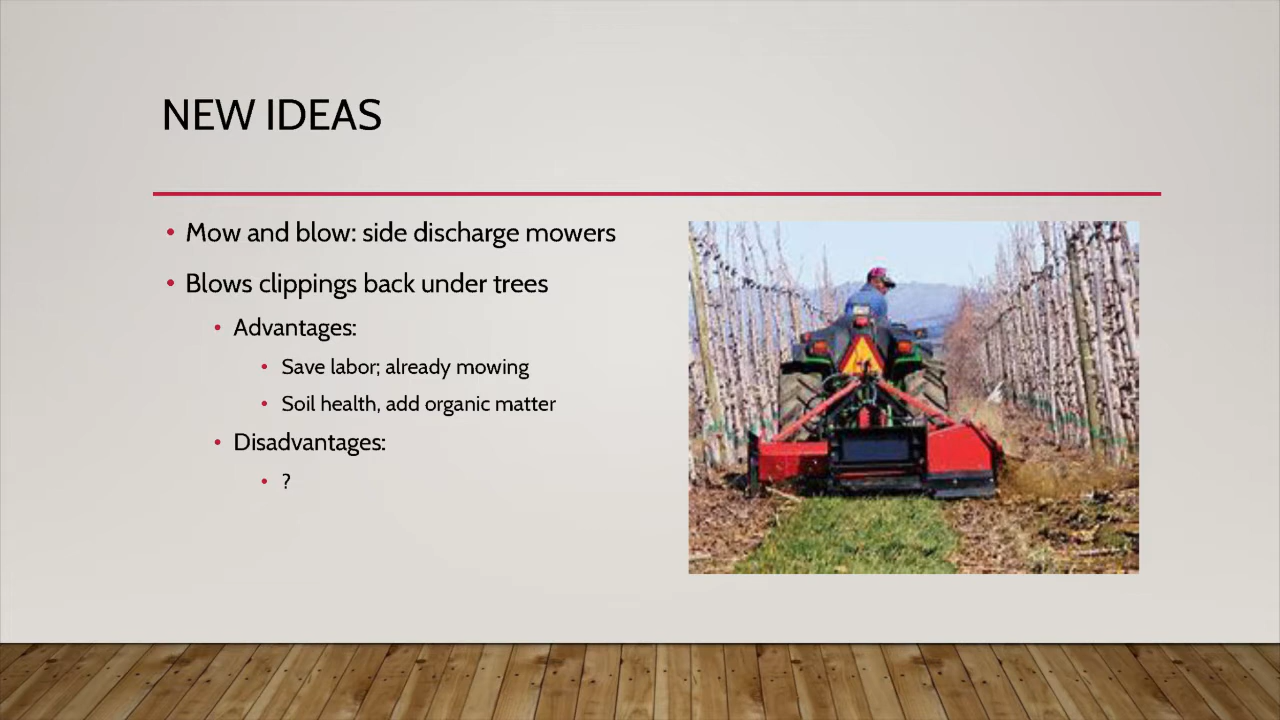 NEW IDEAS
• Mow and blow: side discharge mowers
• Blows clippings back under trees
• Advantages:
• Save labor; already mowing
• Soil health, add organic matter
• Disadvantages:
• ?